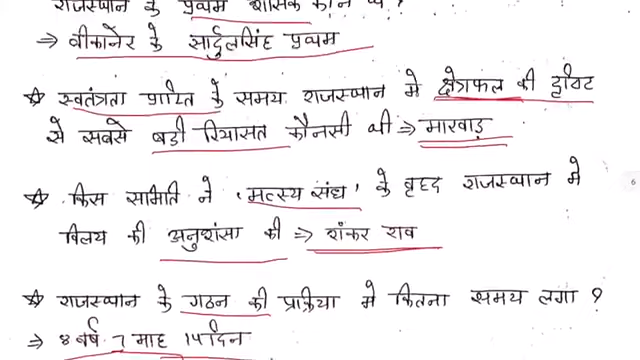 राजस्थान के प्रथम शासक कौन थे?
⇒ बीकानेर के सार्दुलसिंह प्रथम
☆ स्वतंत्रता प्राप्ति के समय राजस्थान में क्षेत्रफल की दृष्टि
से सबसे बडी रियासत कौनसी थी ⇒ मारवाड़
☆ किस समिति ने 'मत्स्य संघ' के वृहद राजस्थान में
विलय की अनुशंसा की ⇒ शंकर राव
☆ राजस्थान के गठन की प्रक्रिया में कितना समय लगा ?
⇒ 8 वर्ष 7 माह 14 दिन